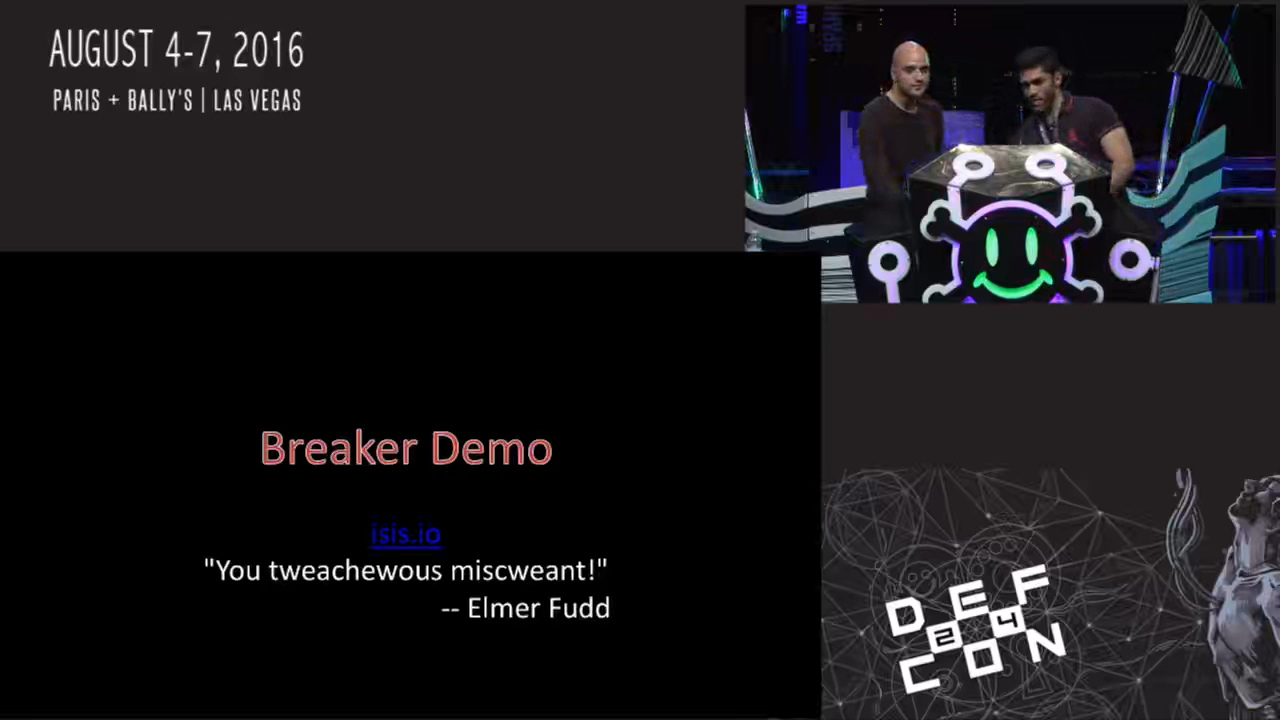 AUGUST 4-7, 2016
PARIS + BALLY'S | LAS VEGAS
Breaker Demo
isis.io
"You tweachewous miscweant!"
-- Elmer Fudd
DEF
24
CON